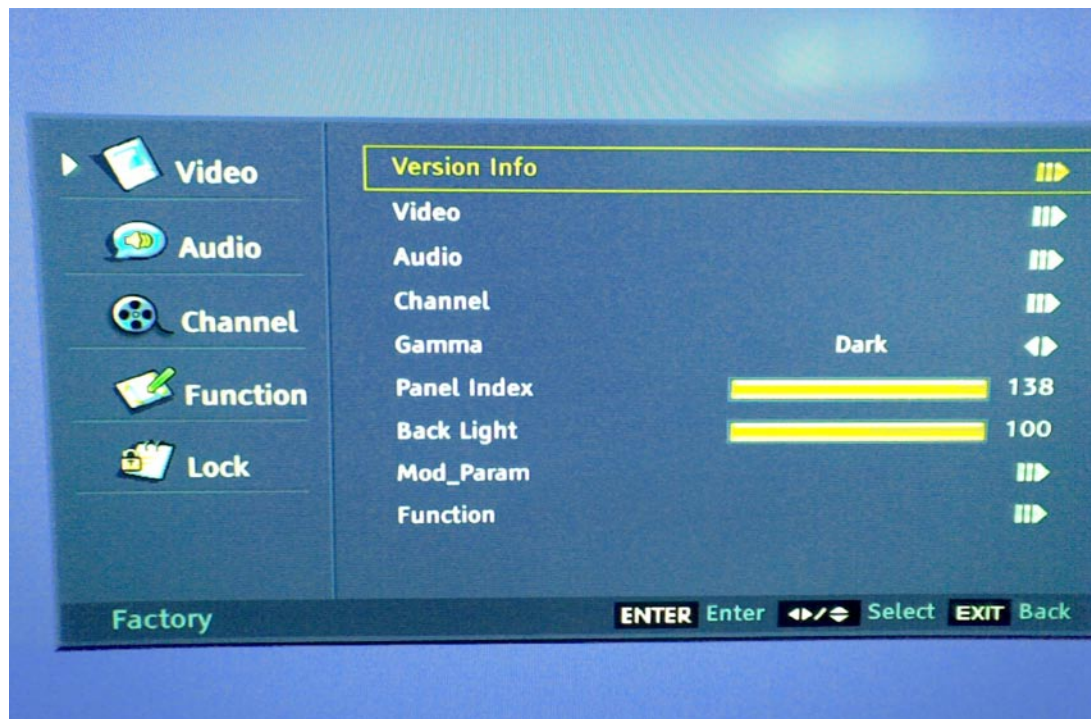 Video
Audio
Channel
Function
Lock
Version Info
Video
Audio
Channel
Gamma Dark
Panel Index 138
Back Light 100
Mod_Param
Function
Factory
ENTER Enter Select EXIT Back